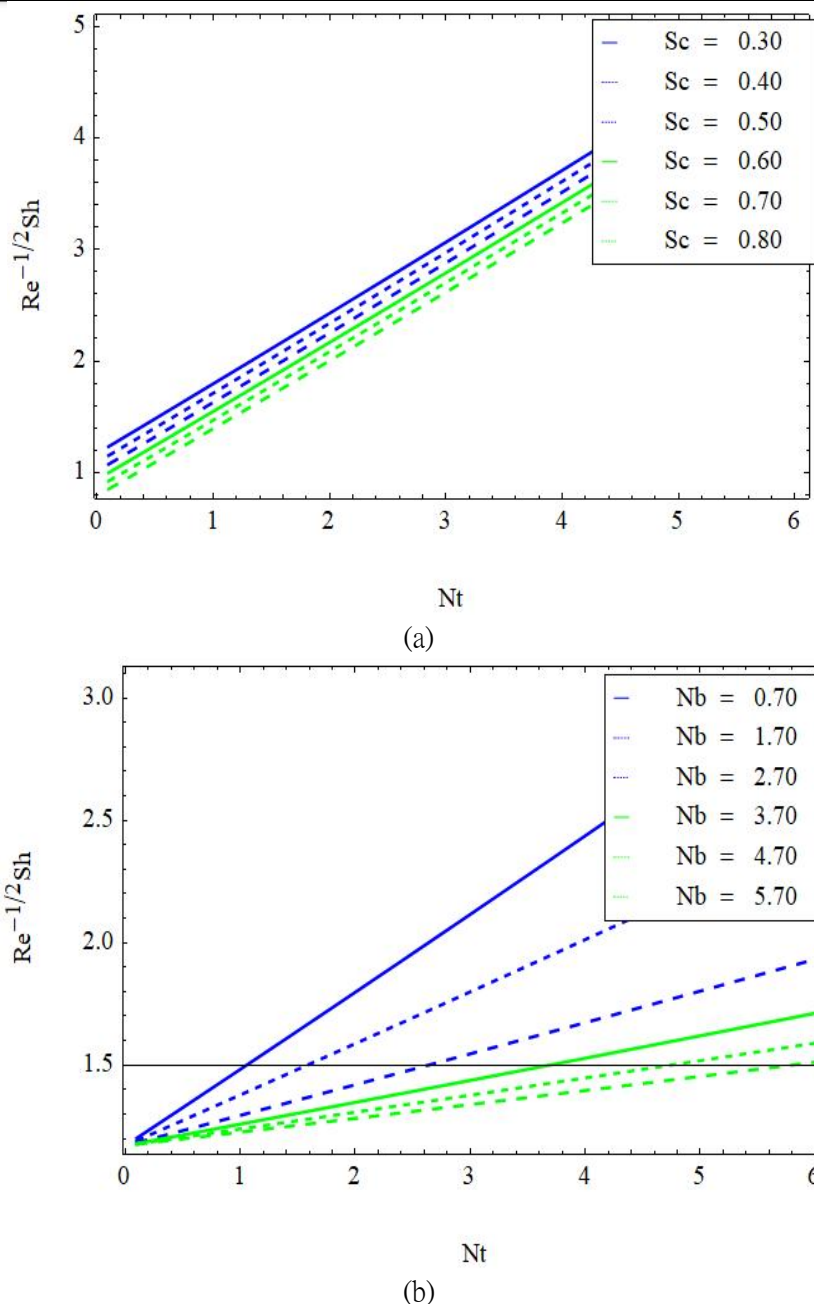 5
4
3
2
1
Re−1/2Sh
Sc = 0.30
Sc = 0.40
Sc = 0.50
Sc = 0.60
Sc = 0.70
Sc = 0.80
0 1 2 3 4 5 6
Nt
(a)
3.0
2.5
2.0
1.5
Re−1/2Sh
Nb = 0.70
Nb = 1.70
Nb = 2.70
Nb = 3.70
Nb = 4.70
Nb = 5.70
0 1 2 3 4 5 6
Nt
(b)